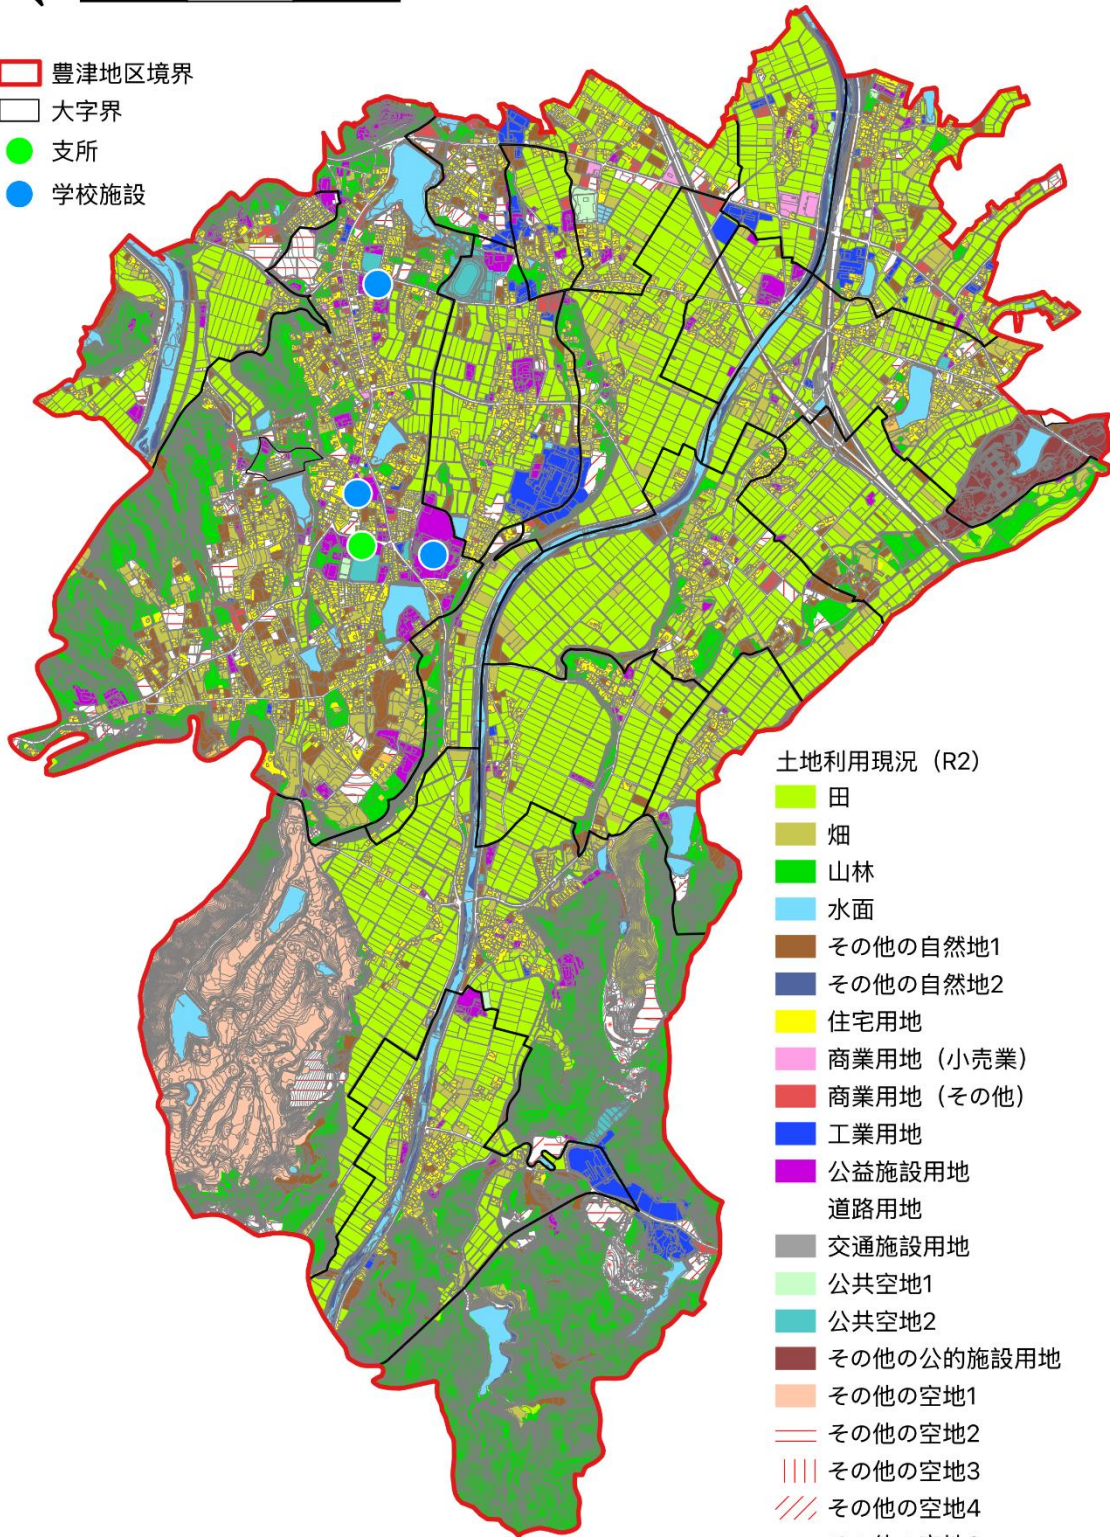 豊津地区境界
大字界
支所
学校施設
土地利用現況（R2）
田
畑
山林
水面
その他の自然地1
その他の自然地2
住宅用地
商業用地（小売業）
商業用地（その他）
工業用地
公益施設用地
道路用地
交通施設用地
公共空地1
公共空地2
その他の公的施設用地
その他の空地1
その他の空地2
その他の空地3
その他の空地4